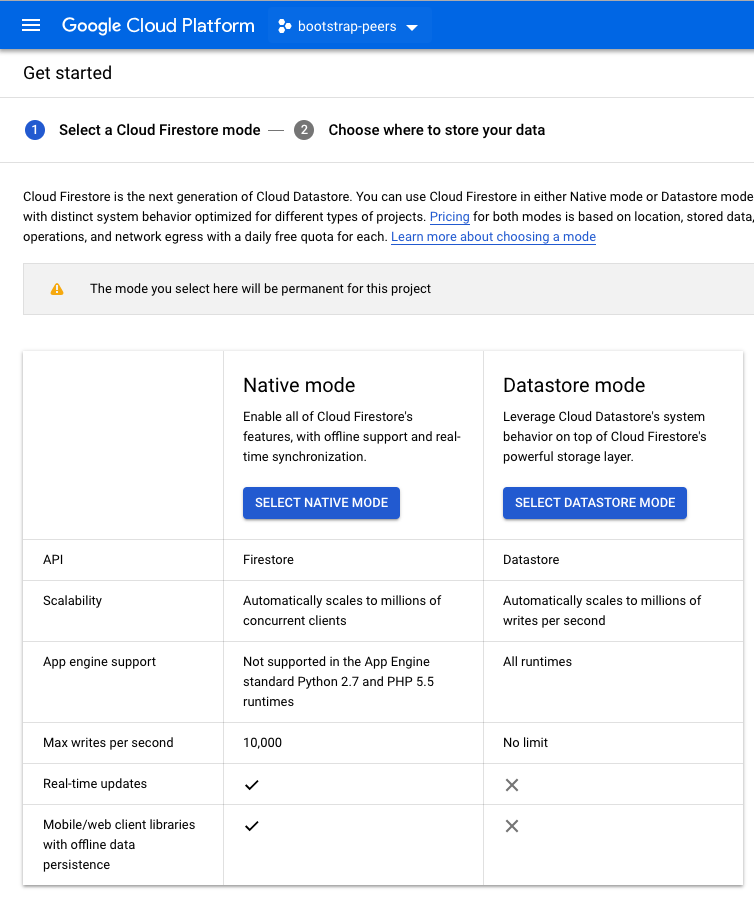 Google Cloud Platform
bootstrap-peers
Get started
1 Select a Cloud Firestore mode — 2 Choose where to store your data
Cloud Firestore is the next generation of Cloud Datastore. You can use Cloud Firestore in either Native mode or Datastore mode
with distinct system behavior optimized for different types of projects. Pricing for both modes is based on location, stored data,
operations, and network egress with a daily free quota for each. Learn more about choosing a mode
The mode you select here will be permanent for this project
Native mode
Enable all of Cloud Firestore's
features, with offline support and real-
time synchronization.
SELECT NATIVE MODE
Datastore mode
Leverage Cloud Datastore's system
behavior on top of Cloud Firestore's
powerful storage layer.
SELECT DATASTORE MODE
API
Firestore
Datastore
Scalability
Automatically scales to millions of
concurrent clients
Automatically scales to millions of
writes per second
App engine support
Not supported in the App Engine
standard Python 2.7 and PHP 5.5
runtimes
All runtimes
Max writes per second
10,000
No limit
Real-time updates
Mobile/web client libraries
with offline data
persistence